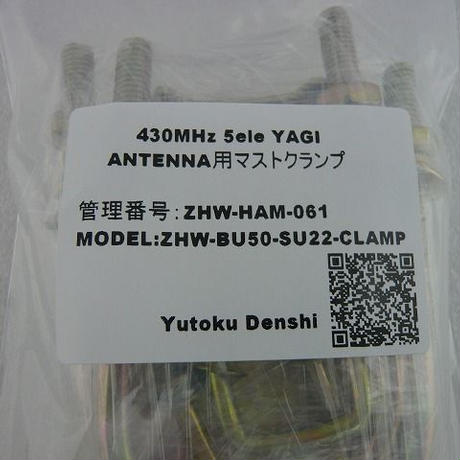 430MHz 5ele YAGI
ANTENNA用マストクランプ
管理番号:ZHW-HAM-061
MODEL:ZHW-BU50-SU22-CLAMP
Yutoku Denshi